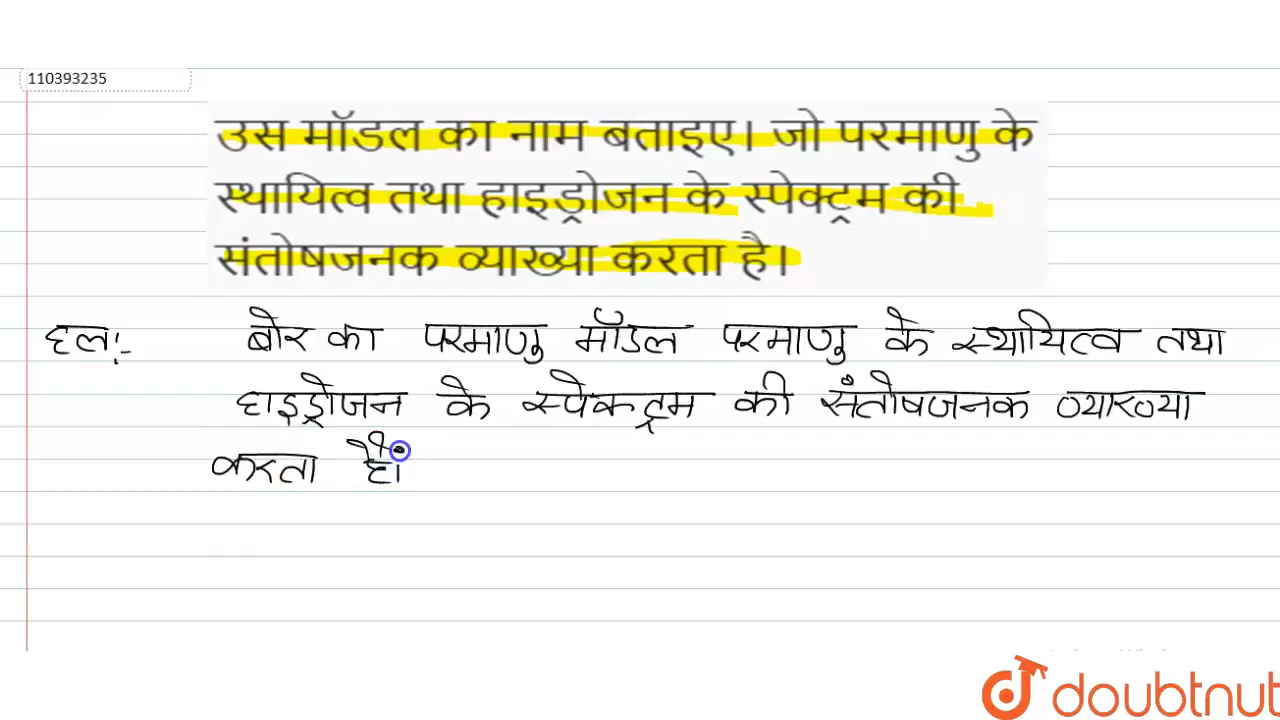 110393235
उस मॉडल का नाम बताइए। जो परमाणु के
स्थायित्व तथा हाइड्रोजन के स्पेक्ट्रम की
संतोषजनक व्याख्या करता है।
हलः- बोर का परमाणु मॉडल परमाणु के स्थायित्व तथा
हाइड्रोजन के स्पेक्ट्रम की संतोषजनक व्याख्या
करता है।
doubtnut